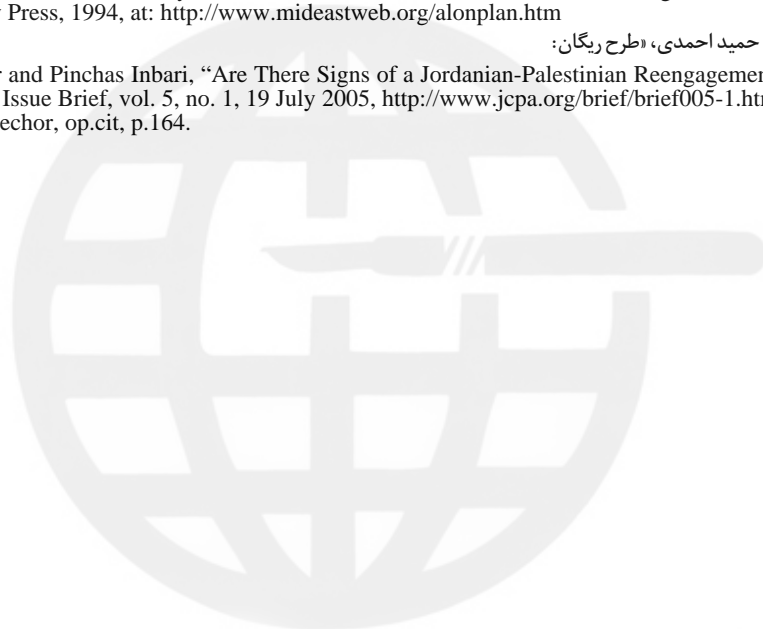 Press, 1994, at: http://www.mideastweb.org/alonplan.htm
حمید احمدی، «طرح ریگان:
and Pinchas Inbari, “Are There Signs of a Jordanian-Palestinian
Issue Brief, vol. 5, no. 1, 19 July 2005, http://www.jcpa.org/brief/brief005-1.htm
op.cit, p.164.